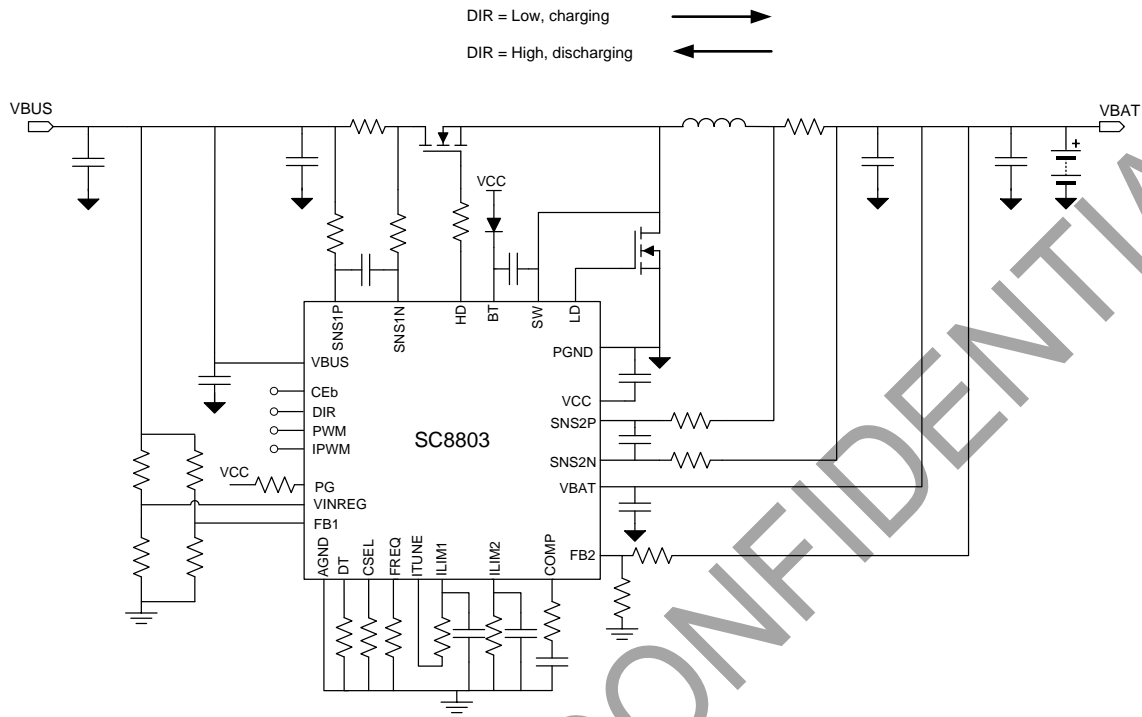 DIR = Low, charging
DIR = High, discharging
VBUS
VBAT
VCC
SNS1P
SNS1N
HD
BT
SW
LD
VBUS
PGND
CEb
DIR
PWM
IPWM
VCC
SNS2P
SC8803
SNS2N
VBAT
VCC
PG
VINREG
FB1
FB2
AGND
DT
CSEL
FREQ
ITUNE
ILIM1
ILIM2
COMP
CONFIDENTIA